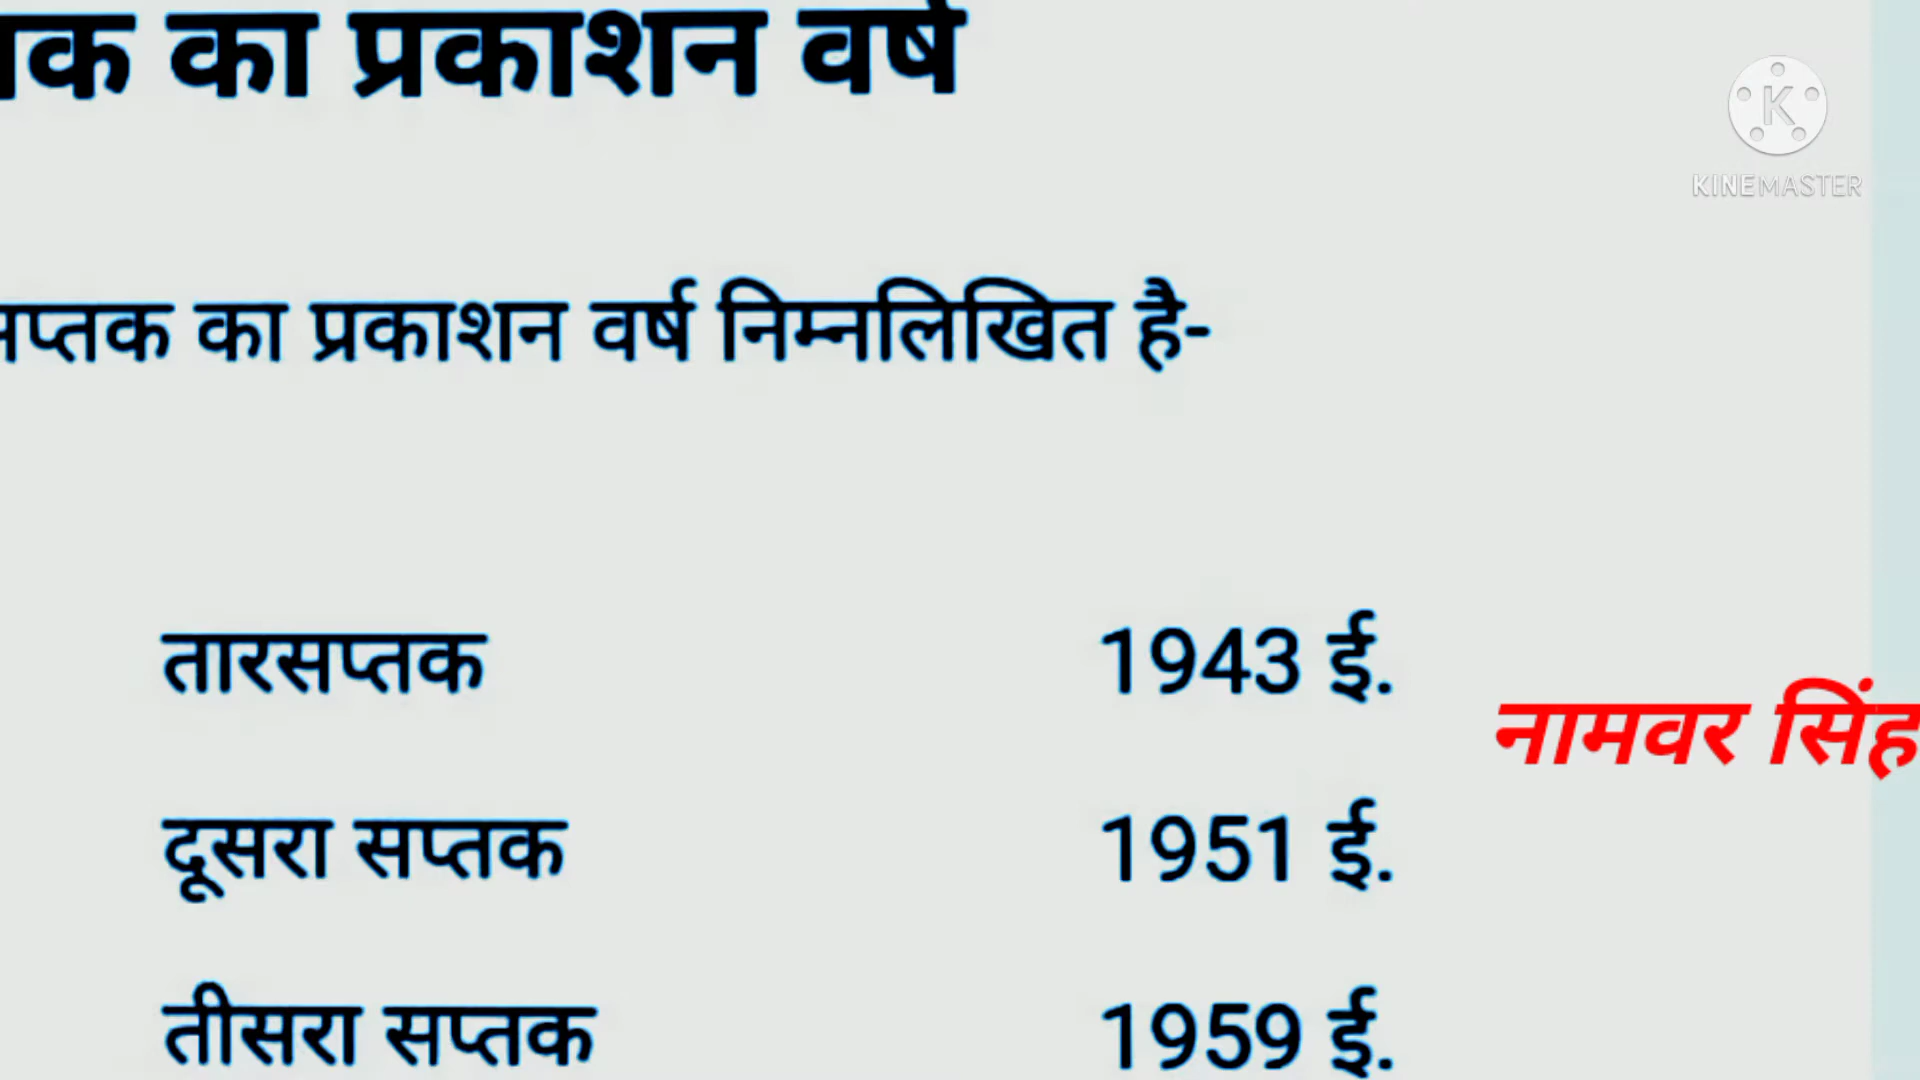 का प्रकाशन वर्ष
KINEMASTER
का प्रकाशन वर्ष निम्नलिखित है-
तारसप्तक 1943 ई.
नामवर सिंह
दूसरा सप्तक 1951 ई.
तीसरा सप्तक 1959 ई.